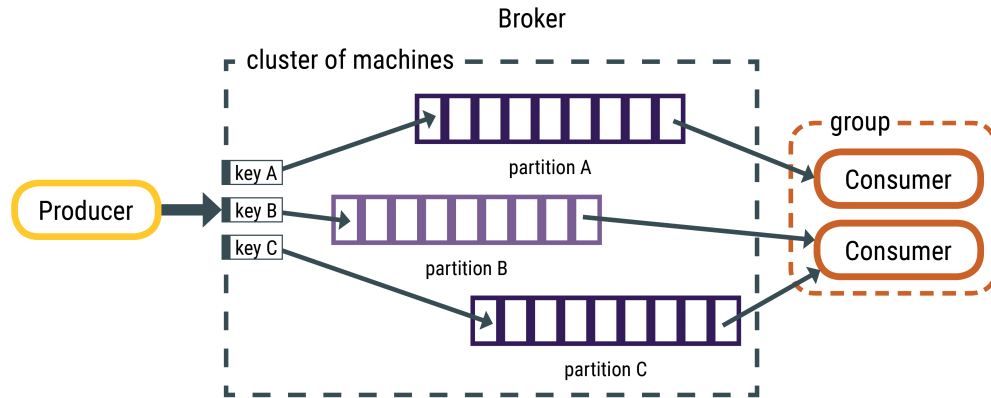 Broker
cluster of machines
group
partition A
key A
Consumer
Producer
key B
key C
partition B
Consumer
partition C